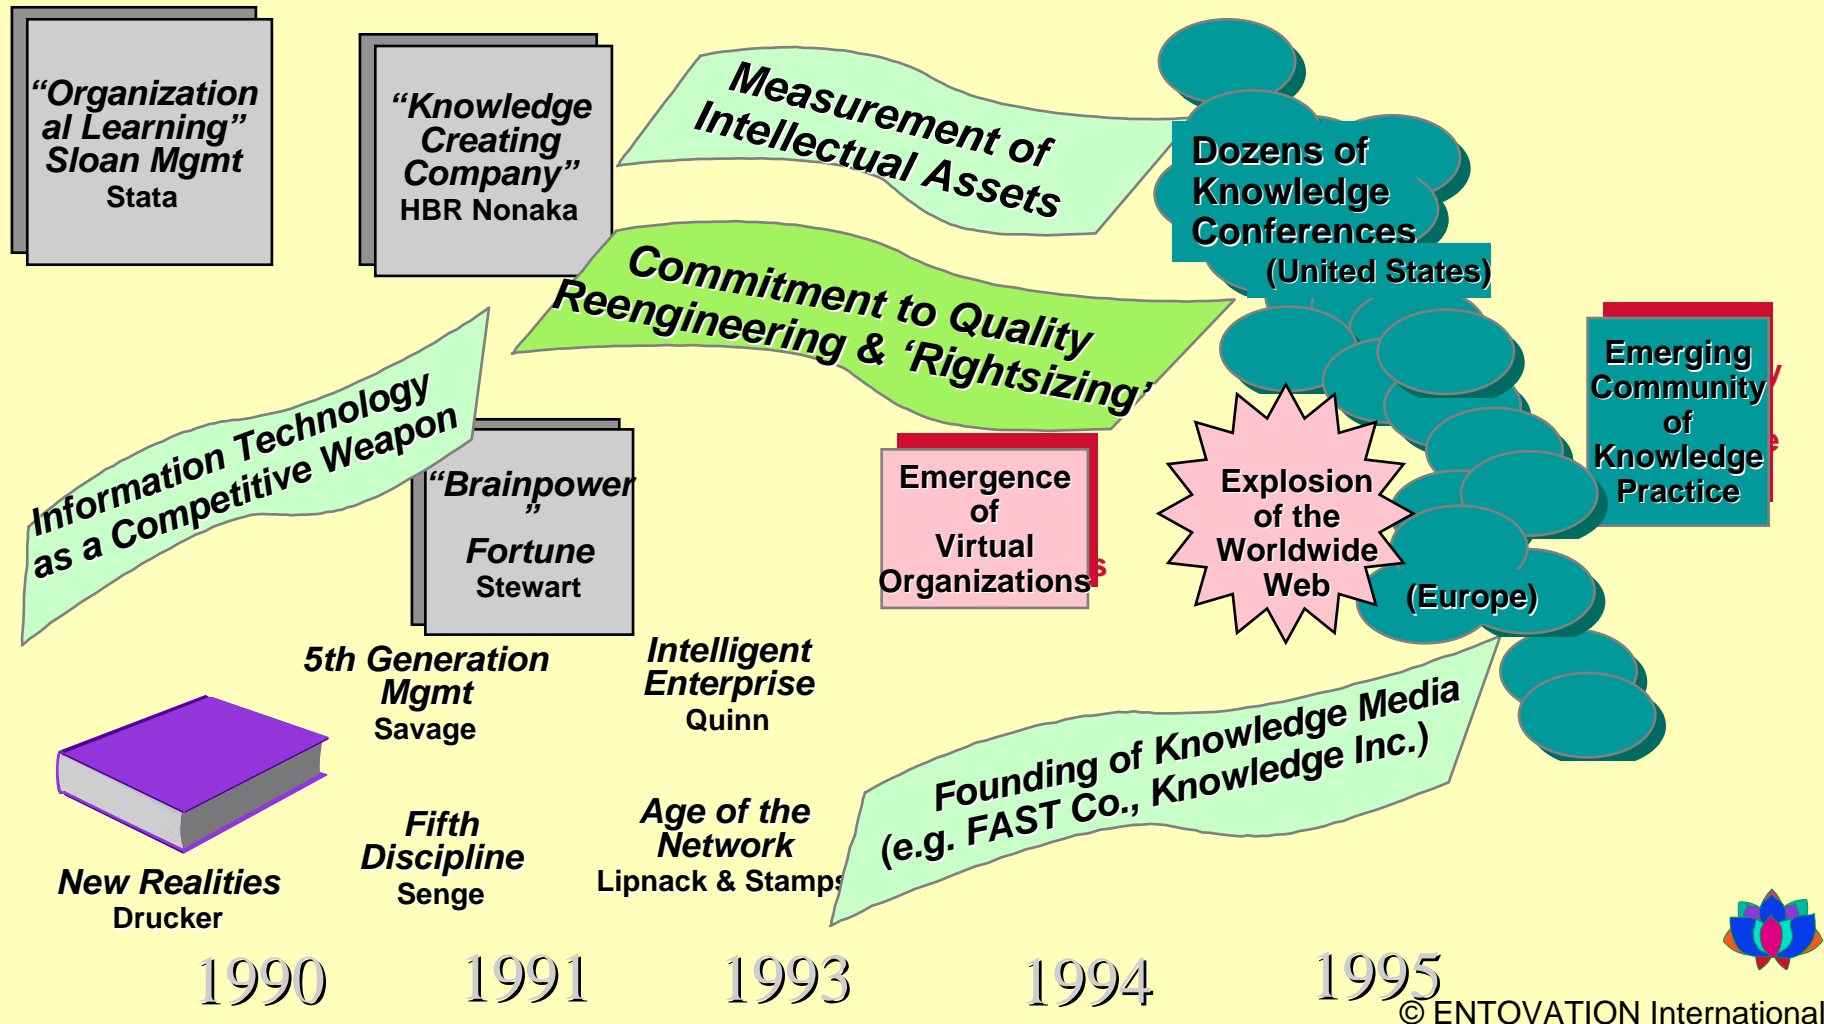 “Organization
al Learning”
Sloan Mgmt
Stata
“Knowledge
Creating
Company”
HBR Nonaka
Measurement of
Intellectual Assets
Dozens of
Knowledge
Conferences
(United States)
Commitment to Quality
Reengineering & ‘Rightsizing’
Emerging
Community
of
Knowledge
Practice
Information Technology
as a Competitive Weapon
“Brainpower
”
Fortune
Stewart
Emergence
of
Virtual
Organizations
Explosion
of the
Worldwide
Web
(Europe)
5th Generation
Mgmt
Savage
Intelligent
Enterprise
Quinn
Founding of Knowledge Media
(e.g. FAST Co., Knowledge Inc.)
New Realities
Drucker
Fifth
Discipline
Senge
Age of the
Network
Lipnack & Stamps
1990
1991
1993
1994
1995
© ENTOVATION International